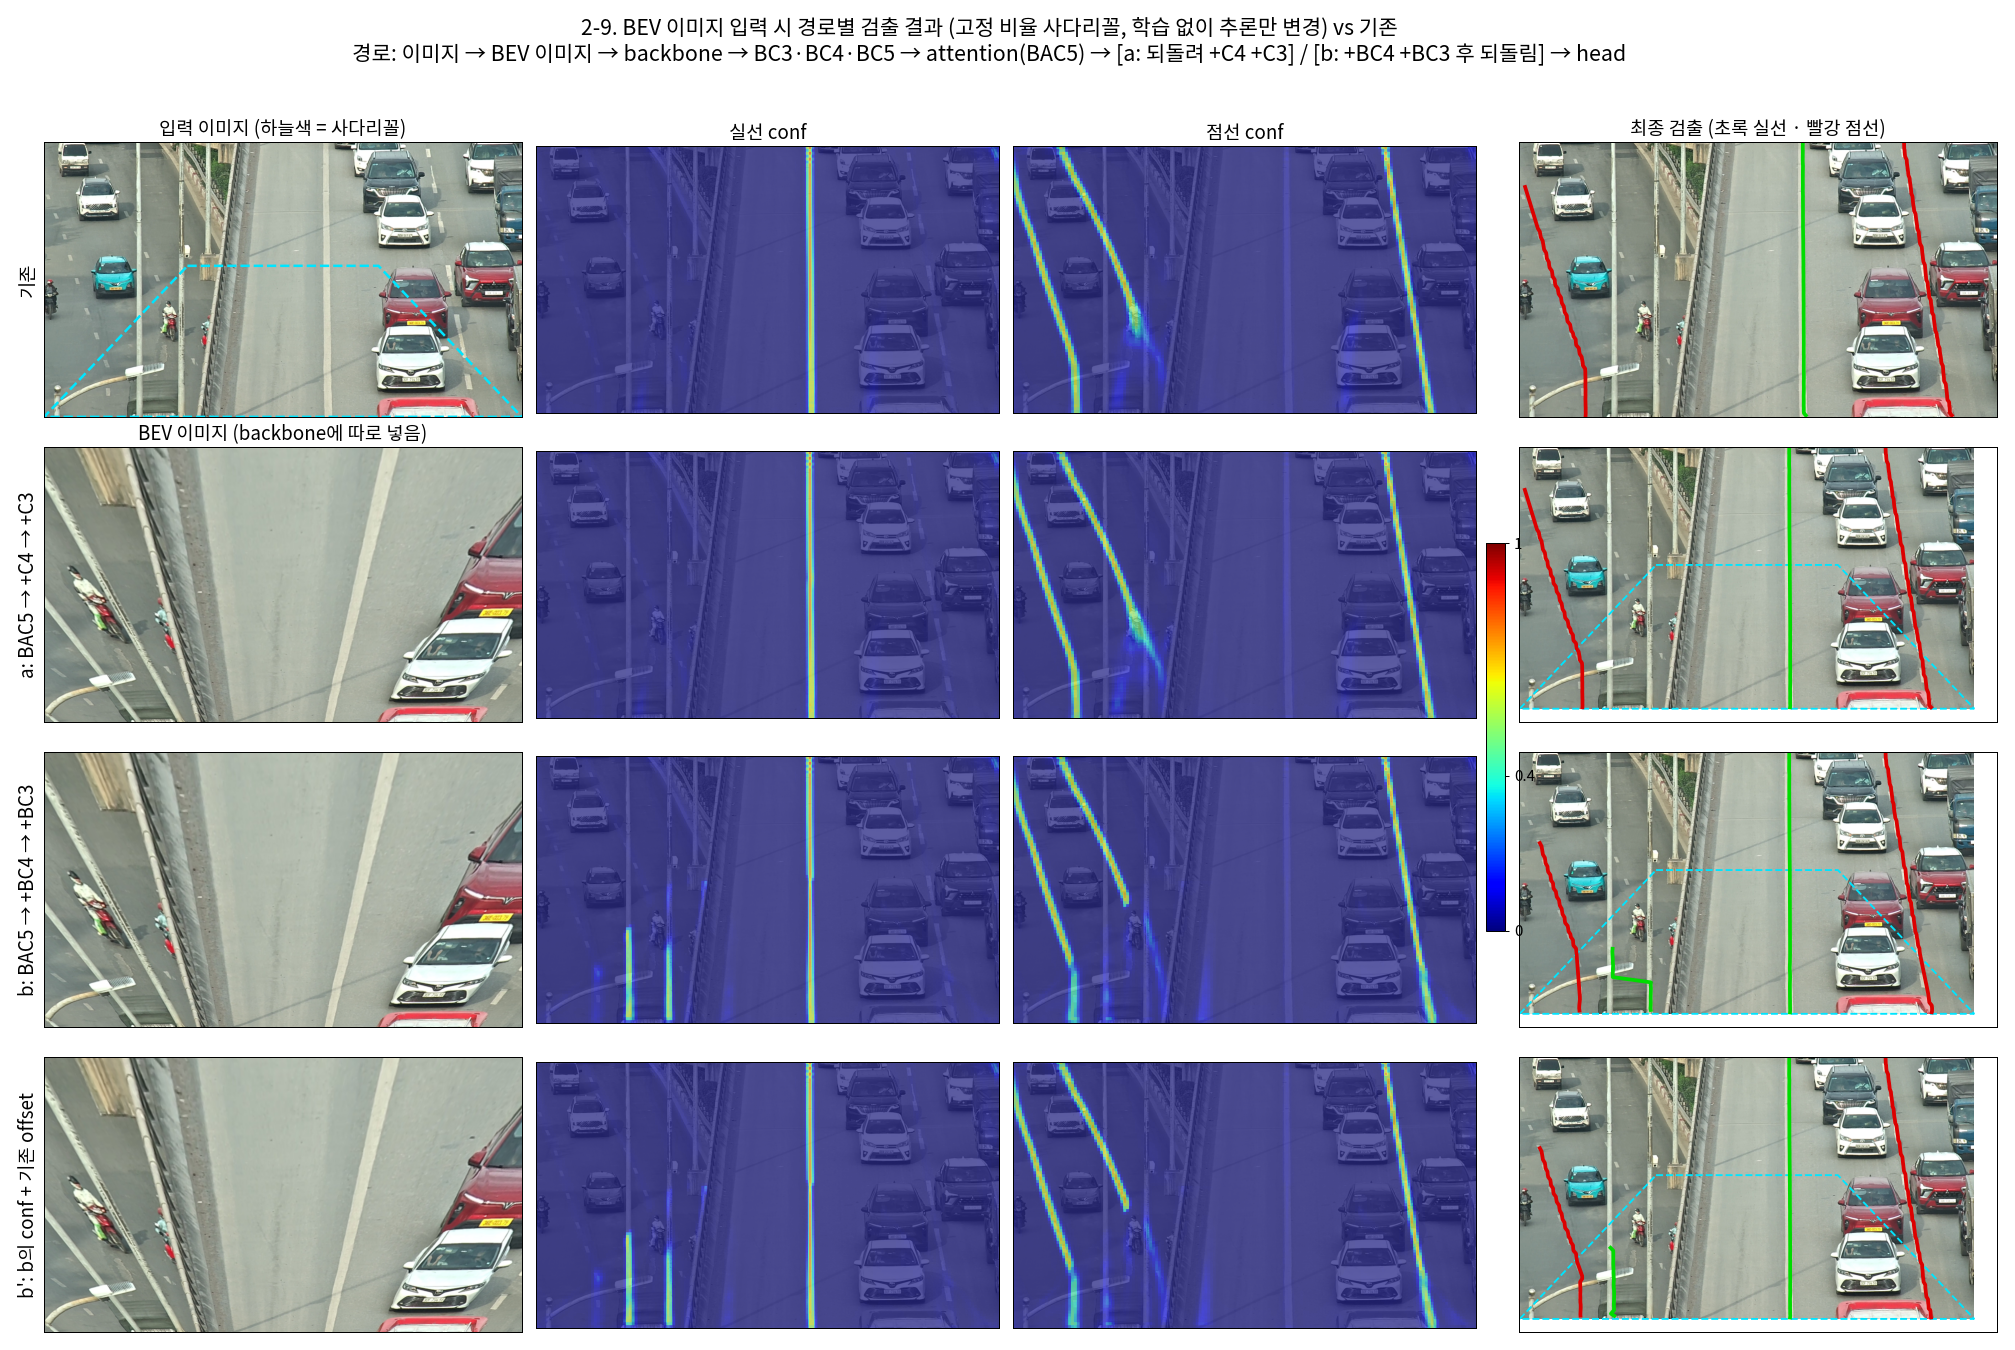 2-9. BEV 이미지 입력 시 경로별 검출 결과 (고정 비율 사다리꼴, 학습 없이 추론만 변경) vs 기존
경로: 이미지 → BEV 이미지 → backbone → BC3·BC4·BC5 → attention(BAC5) → [a: 되돌려 +C4 +C3] / [b: +BC4 +BC3 후 되돌림] → head
입력 이미지 (하늘색 = 사다리꼴)
실선 conf
점선 conf
최종 검출 (초록 실선 · 빨강 점선)
기존
BEV 이미지 (backbone에 따로 넣음)
a: BAC5 → +C4 → +C3
1
0.4
0
b: BAC5 → +BC4 → +BC3
b': b의 conf + 기존 offset